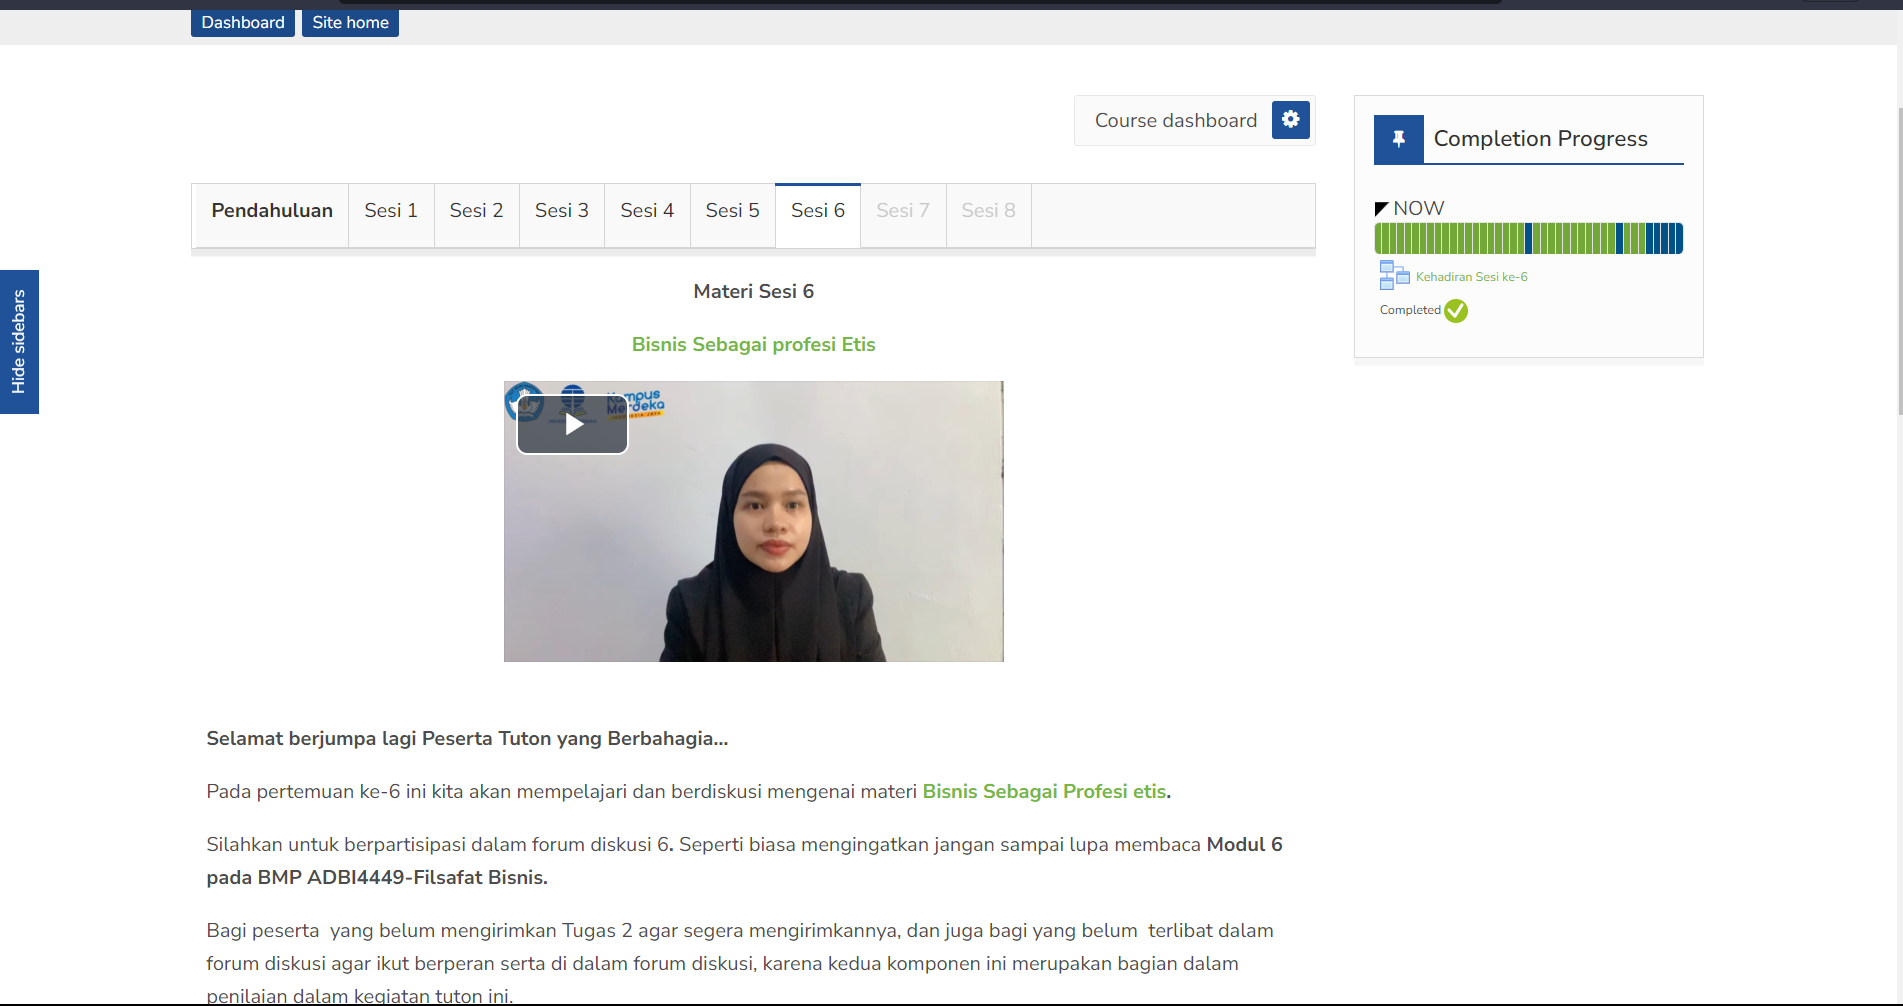 Dashboard
Site home
Course dashboard
Completion Progress
Pendahuluan
Sesi 1
Sesi 2
Sesi 3
Sesi 4
Sesi 5
Sesi 6
Sesi 7
Sesi 8
NOW
Kehadiran Sesi ke-6
Completed
Hide sidebars
Materi Sesi 6
Bisnis Sebagai profesi Etis
Kampus
Merdeka
Selamat berjumpa lagi Peserta Tuton yang Berbahagia...
Pada pertemuan ke-6 ini kita akan mempelajari dan berdiskusi mengenai materi Bisnis Sebagai Profesi etis.
Silahkan untuk berpartisipasi dalam forum diskusi 6. Seperti biasa mengingatkan jangan sampai lupa membaca Modul 6
pada BMP ADBI4449-Filsafat Bisnis.
Bagi peserta  yang belum mengirimkan Tugas 2 agar segera mengirimkannya, dan juga bagi yang belum  terlibat dalam
forum diskusi agar ikut berperan serta di dalam forum diskusi, karena kedua komponen ini merupakan bagian dalam
penilaian dalam kegiatan tuton ini.